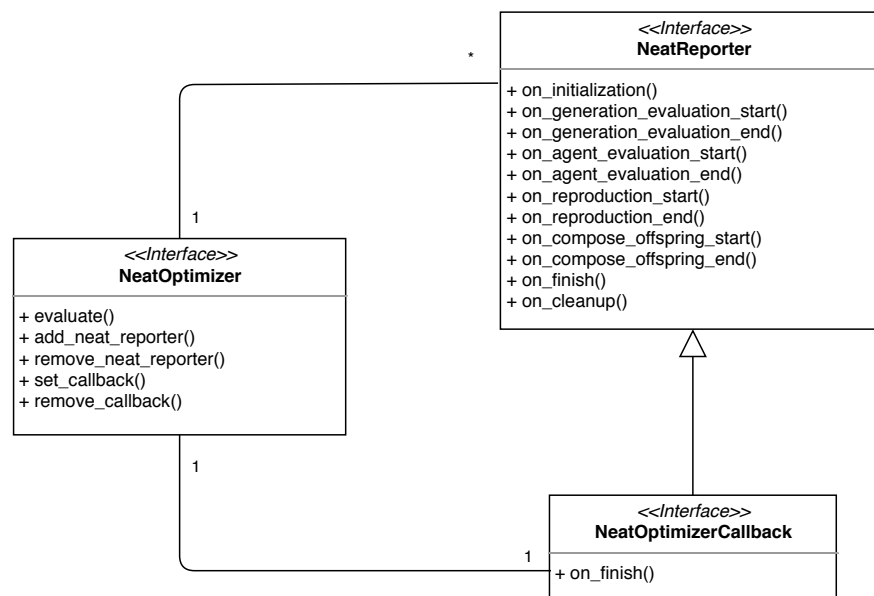 <<Interface>>
NeatReporter
+ on_initialization()
+ on_generation_evaluation_start()
+ on_generation_evaluation_end()
+ on_agent_evaluation_start()
+ on_agent_evaluation_end()
+ on_reproduction_start()
+ on_reproduction_end()
+ on_compose_offspring_start()
+ on_compose_offspring_end()
+ on_finish()
+ on_cleanup()
*
1
<<Interface>>
NeatOptimizer
+ evaluate()
+ add_neat_reporter()
+ remove_neat_reporter()
+ set_callback()
+ remove_callback()
1
1
<<Interface>>
NeatOptimizerCallback
+ on_finish()